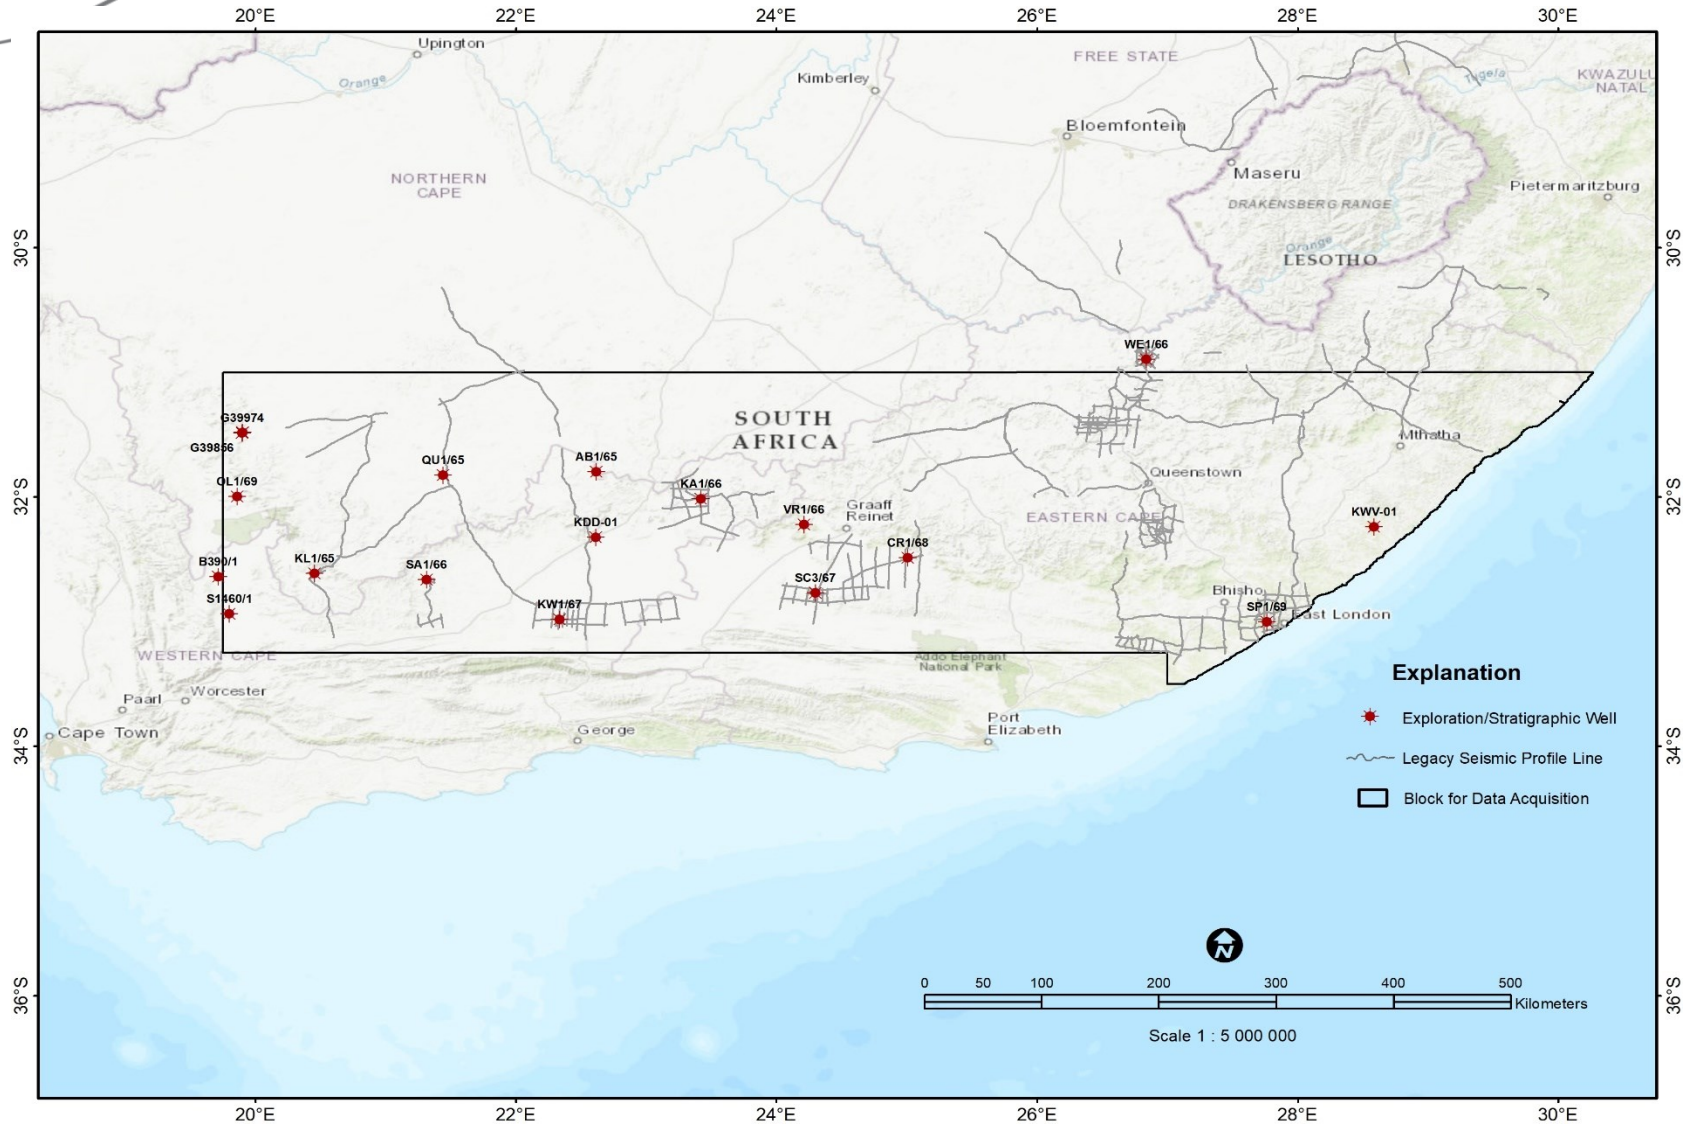 20°E
22°E
24°E
26°E
28°E
30°E
Upington
Orange
Kimberley
FREE STATE
Tugela
KWAZULU
NATAL
Bloemfontein
Maseru
NORTHERN
CAPE
Pietermaritzburg
DRAKENSBERG RANGE
30°S
Orange
LESOTHO
30°S
WE1/66
G39974
G39856
SOUTH
AFRICA
Mthatha
QU1/65
AB1/65
OL1/69
KA1/66
Queenstown
32°S
VR1/66
Graaff
Reinet
EASTERN CAPE
KWV-01
32°S
KDD-01
CR1/68
B390/1
KL1/65
SA1/66
SC3/67
S1460/1
KW1/67
Bhisho
SP1/69
East London
WESTERN CAPE
Addo Elephant
National Park
Paarl
Worcester
Explanation
Cape Town
George
Port
Elizabeth
Exploration/Stratigraphic Well
34°S
34°S
Legacy Seismic Profile Line
Block for Data Acquisition
N
0
50
100
200
300
400
500
Kilometers
36°S
36°S
Scale 1 : 5 000 000
20°E
22°E
24°E
26°E
28°E
30°E